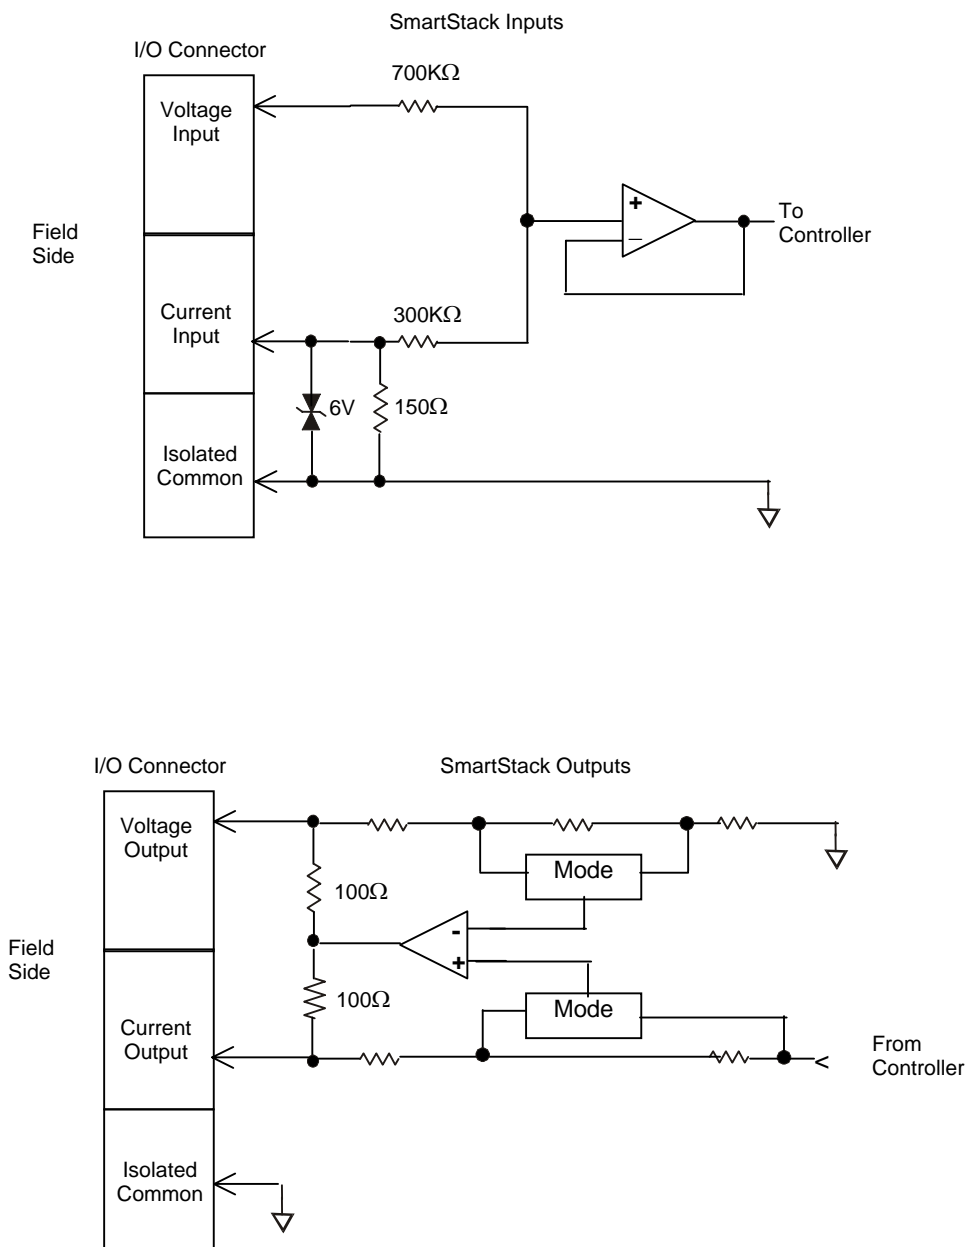 SmartStack Inputs
I/O Connector
700KΩ
Voltage
Input
+
−
To
Controller
Field
Side
Current
Input
300KΩ
6V
150Ω
Isolated
Common
I/O Connector
SmartStack Outputs
Voltage
Output
Mode
100Ω
-
+
Field
Side
100Ω
Mode
Current
Output
From
Controller
Isolated
Common